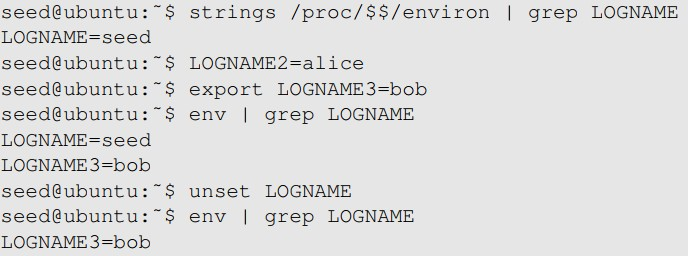 seed@ubuntu:~$ strings /proc/$$/environ | grep LOGNAME
LOGNAME=seed
seed@ubuntu:~$ LOGNAME2=alice
seed@ubuntu:~$ export LOGNAME3=bob
seed@ubuntu:~$ env | grep LOGNAME
LOGNAME=seed
LOGNAME3=bob
seed@ubuntu:~$ unset LOGNAME
seed@ubuntu:~$ env | grep LOGNAME
LOGNAME3=bob